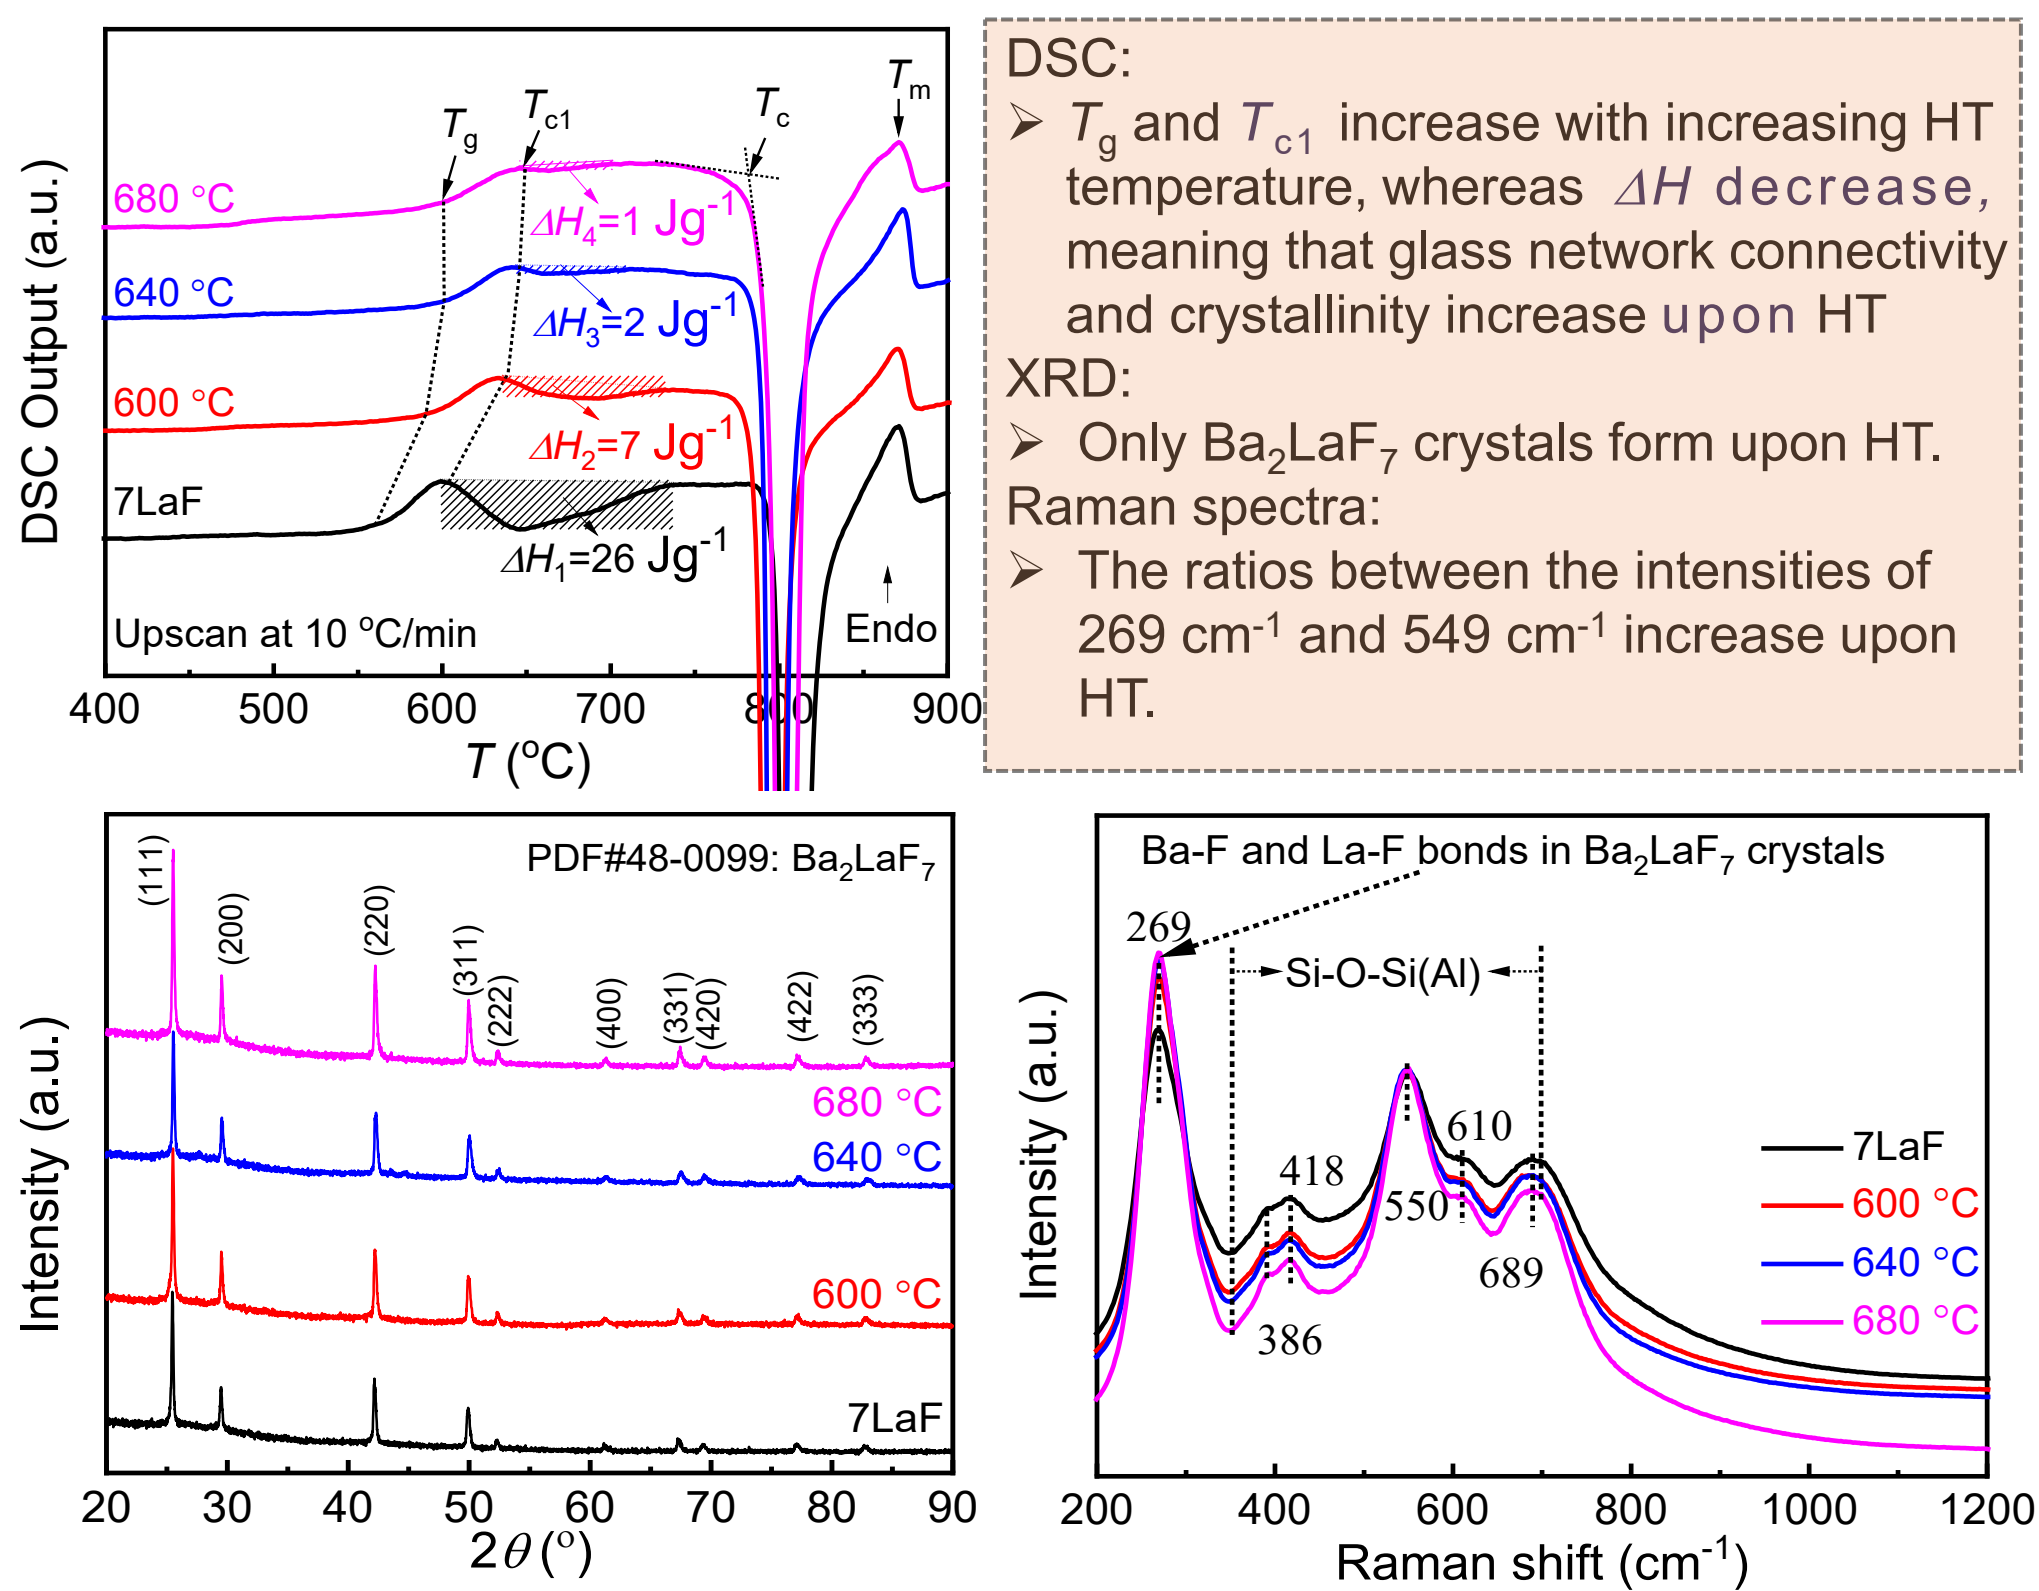 DSC Output (a.u.)
T_g
T_c1
T_c
T_m
680 °C
ΔH₄=1 Jg⁻¹
640 °C
ΔH₃=2 Jg⁻¹
600 °C
ΔH₂=7 Jg⁻¹
7LaF
ΔH₁=26 Jg⁻¹
Upscan at 10 °C/min
Endo
400 500 600 700 800 900
T (°C)
DSC:
➢ T_g and T_c1 increase with increasing HT
temperature, whereas ΔH decrease,
meaning that glass network connectivity
and crystallinity increase upon HT
XRD:
➢ Only Ba₂LaF₇ crystals form upon HT.
Raman spectra:
➢ The ratios between the intensities of
269 cm⁻¹ and 549 cm⁻¹ increase upon
HT.
Intensity (a.u.)
PDF#48-0099: Ba₂LaF₇
(111)
(200)
(220)
(311)
(222)
(400)
(331)
(420)
(422)
(333)
680 °C
640 °C
600 °C
7LaF
20 30 40 50 60 70 80 90
2θ (°)
Intensity (a.u.)
Ba-F and La-F bonds in Ba₂LaF₇ crystals
269
Si-O-Si(Al)
418
386
550
610
689
7LaF
600 °C
640 °C
680 °C
200 400 600 800 1000 1200
Raman shift (cm⁻¹)